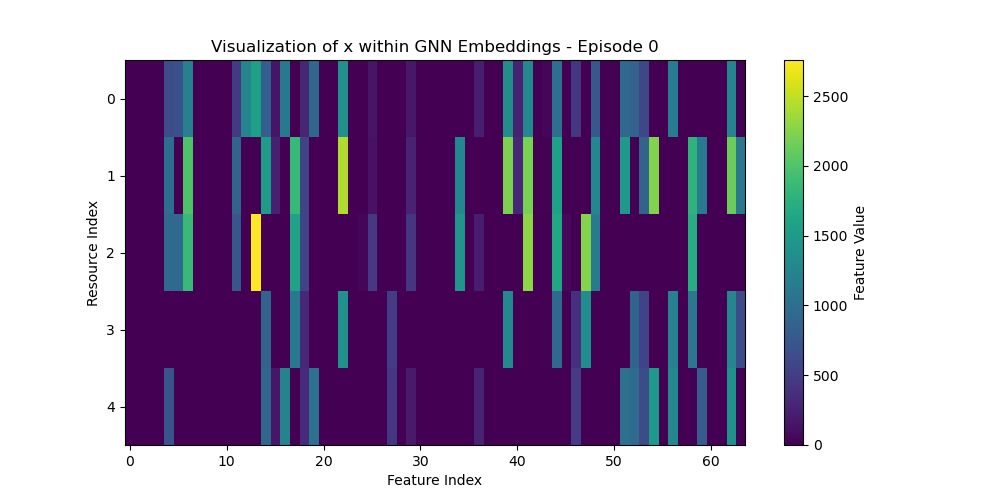 Visualization of x within GNN Embeddings - Episode 0
Resource Index
0
1
2
3
4
0 10 20 30 40 50 60
Feature Index
2500
2000
1500
1000
500
0
Feature Value